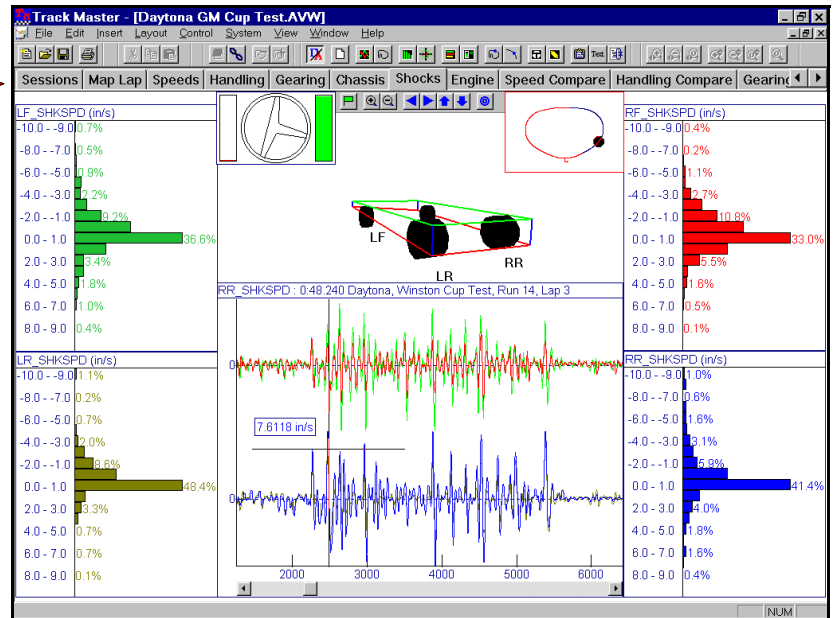 Track Master - [Daytona GM Cup Test.AVW]
File Edit Insert Layout Control System View Window Help
Text
Sessions Map Lap Speeds Handling Gearing Chassis Shocks Engine Speed Compare Handling Compare Gearing
LF_SHKSPD (in/s)
-10.0 - -9.0 0.7%
-8.0 - -7.0 0.5%
-6.0 - -5.0 0.9%
-4.0 - -3.0 2.2%
-2.0 - -1.0 9.2%
0.0 - 1.0 36.6%
2.0 - 3.0 3.4%
4.0 - 5.0 1.8%
6.0 - 7.0 1.0%
8.0 - 9.0 0.4%
LR_SHKSPD (in/s)
-10.0 - -9.0 1.1%
-8.0 - -7.0 0.2%
-6.0 - -5.0 0.7%
-4.0 - -3.0 2.0%
-2.0 - -1.0 8.6%
0.0 - 1.0 48.4%
2.0 - 3.0 3.3%
4.0 - 5.0 0.7%
6.0 - 7.0 0.7%
8.0 - 9.0 0.1%
LF
RR
LR
RR_SHKSPD : 0:48.240 Daytona, Winston Cup Test, Run 14, Lap 3
0
7.6118 in/s
0
2000 3000 4000 5000 6000
RF_SHKSPD (in/s)
-10.0 - -9.0 0.4%
-8.0 - -7.0 0.2%
-6.0 - -5.0 1.1%
-4.0 - -3.0 2.7%
-2.0 - -1.0 10.8%
0.0 - 1.0 33.0%
2.0 - 3.0 5.5%
4.0 - 5.0 1.6%
6.0 - 7.0 0.5%
8.0 - 9.0 0.1%
RR_SHKSPD (in/s)
-10.0 - -9.0 1.0%
-8.0 - -7.0 0.6%
-6.0 - -5.0 1.6%
-4.0 - -3.0 3.1%
-2.0 - -1.0 5.9%
0.0 - 1.0 41.4%
2.0 - 3.0 4.0%
4.0 - 5.0 1.8%
6.0 - 7.0 1.6%
8.0 - 9.0 0.4%
NUM